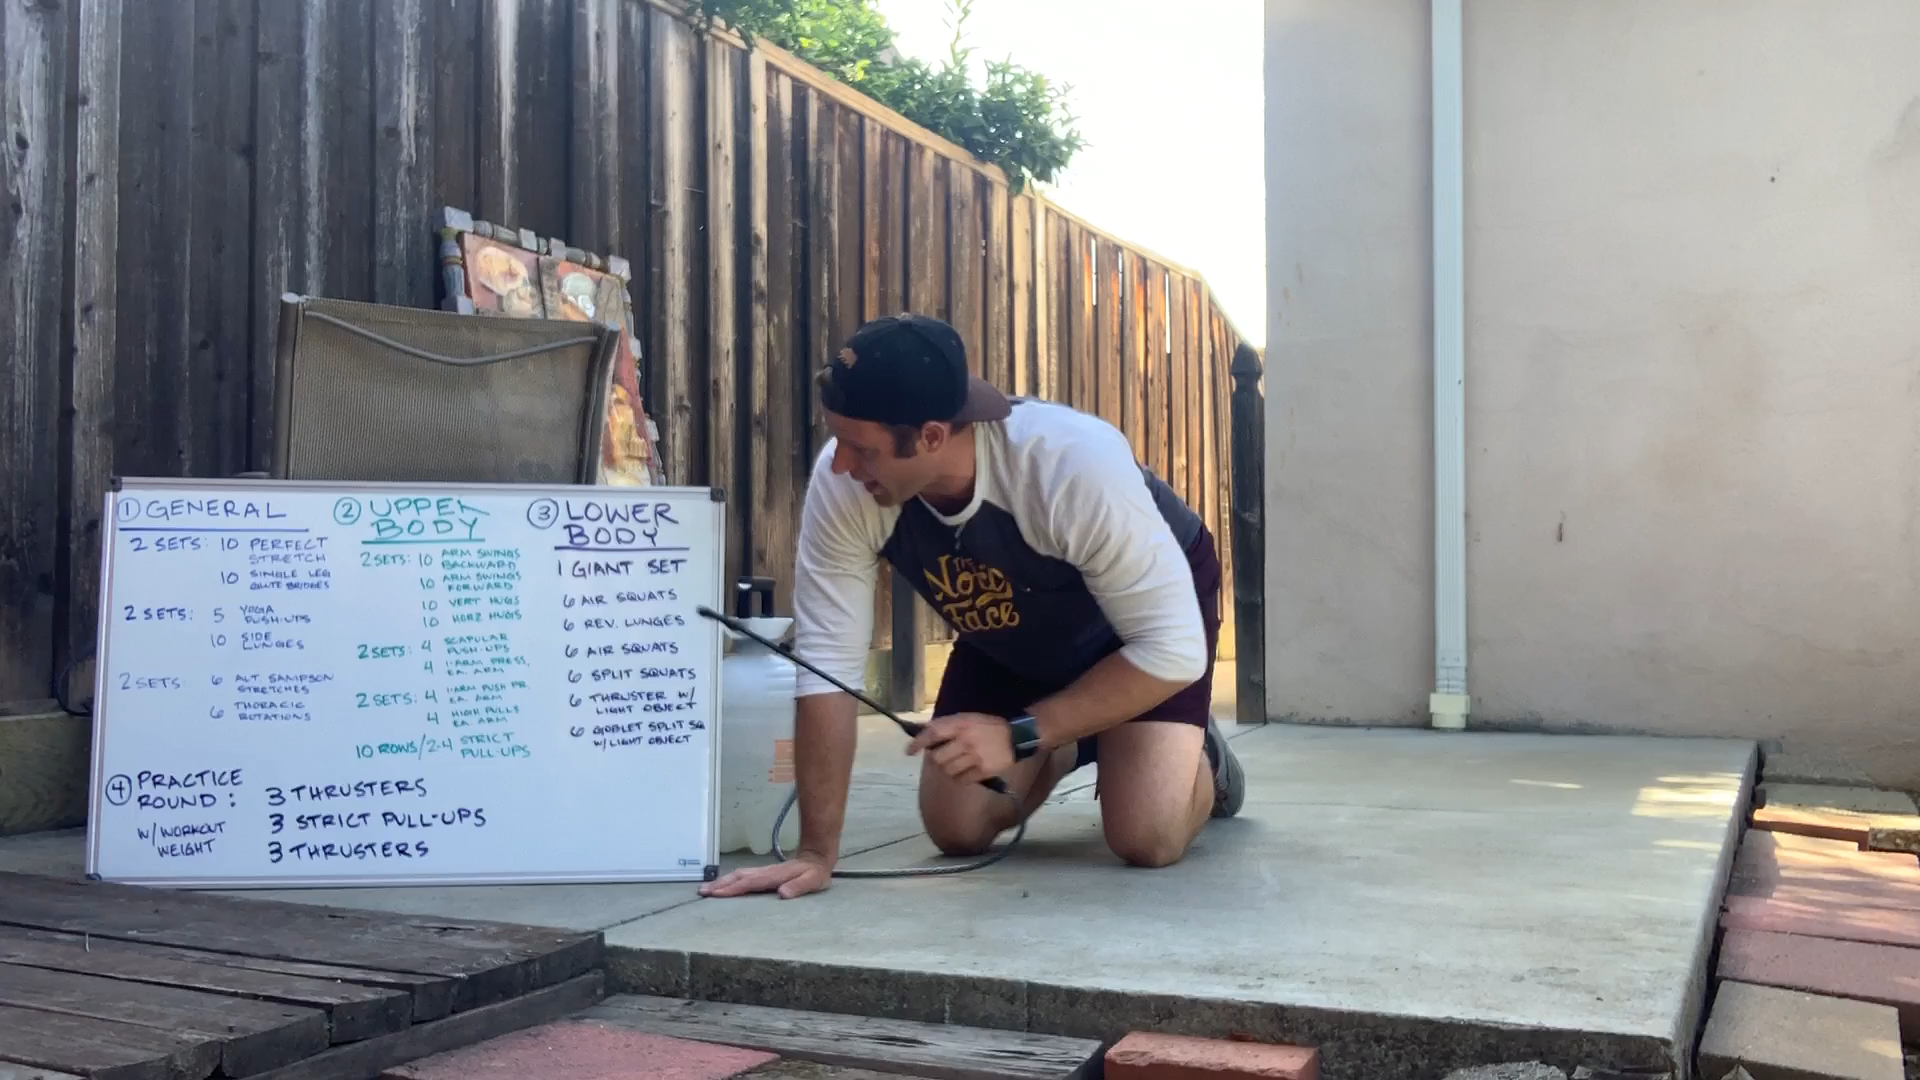 1 GENERAL
2 SETS: 10 PERFECT
STRETCH
10 SINGLE LEG
GLUTE BRIDGES
2 SETS: 5 YOGA
PUSH-UPS
10 SIDE
LUNGES
2 SETS: 6 ALT. SAMPSON
STRETCHES
6 THORACIC
ROTATIONS
2 UPPER
BODY
2 SETS: 10 ARM SWINGS
BACKWARD
10 ARM SWINGS
FORWARD
10 VERT HUGS
10 HORZ HUGS
2 SETS: 4 SCAPULAR
PUSH-UPS
4 1-ARM PRESS,
EA. ARM
2 SETS: 4 1-ARM PUSH PR.
EA. ARM
4 HIGH PULLS
EA. ARM
10 ROWS/2-4 STRICT
PULL-UPS
3 LOWER
BODY
1 GIANT SET
6 AIR SQUATS
6 REV. LUNGES
6 AIR SQUATS
6 SPLIT SQUATS
6 THRUSTER W/
LIGHT OBJECT
6 GOBLET SPLIT SQ
W/LIGHT OBJECT
4 PRACTICE
ROUND:
W/WORKOUT
WEIGHT
3 THRUSTERS
3 STRICT PULL-UPS
3 THRUSTERS
THE
Face